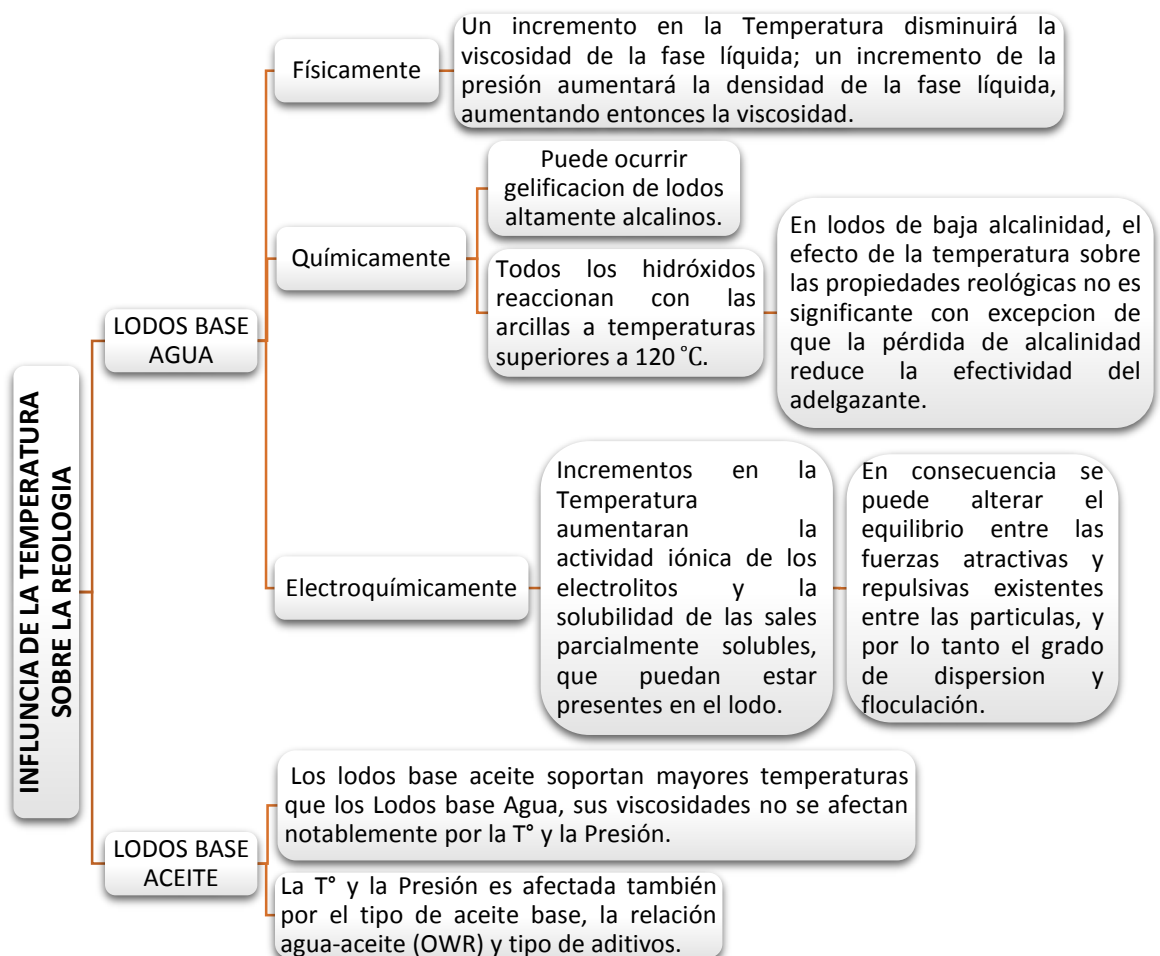 INFLUNCIA DE LA TEMPERATURA
SOBRE LA REOLOGIA
LODOS BASE
AGUA
Físicamente
Un incremento en la Temperatura disminuirá la
viscosidad de la fase líquida; un incremento de la
presión aumentará la densidad de la fase líquida,
aumentando entonces la viscosidad.
Químicamente
Puede ocurrir
gelificacion de lodos
altamente alcalinos.
Todos los hidróxidos
reaccionan con las
arcillas a temperaturas
superiores a 120 °C.
En lodos de baja alcalinidad, el
efecto de la temperatura sobre
las propiedades reológicas no es
significante con excepcion de
que la pérdida de alcalinidad
reduce la efectividad del
adelgazante.
Electroquímicamente
Incrementos en la
Temperatura
aumentaran la
actividad iónica de los
electrolitos y la
solubilidad de las sales
parcialmente solubles,
que puedan estar
presentes en el lodo.
En consecuencia se
puede alterar el
equilibrio entre las
fuerzas atractivas y
repulsivas existentes
entre las particulas, y
por lo tanto el grado
de dispersion y
floculación.
LODOS BASE
ACEITE
Los lodos base aceite soportan mayores temperaturas
que los Lodos base Agua, sus viscosidades no se afectan
notablemente por la T° y la Presión.
La T° y la Presión es afectada también
por el tipo de aceite base, la relación
agua-aceite (OWR) y tipo de aditivos.